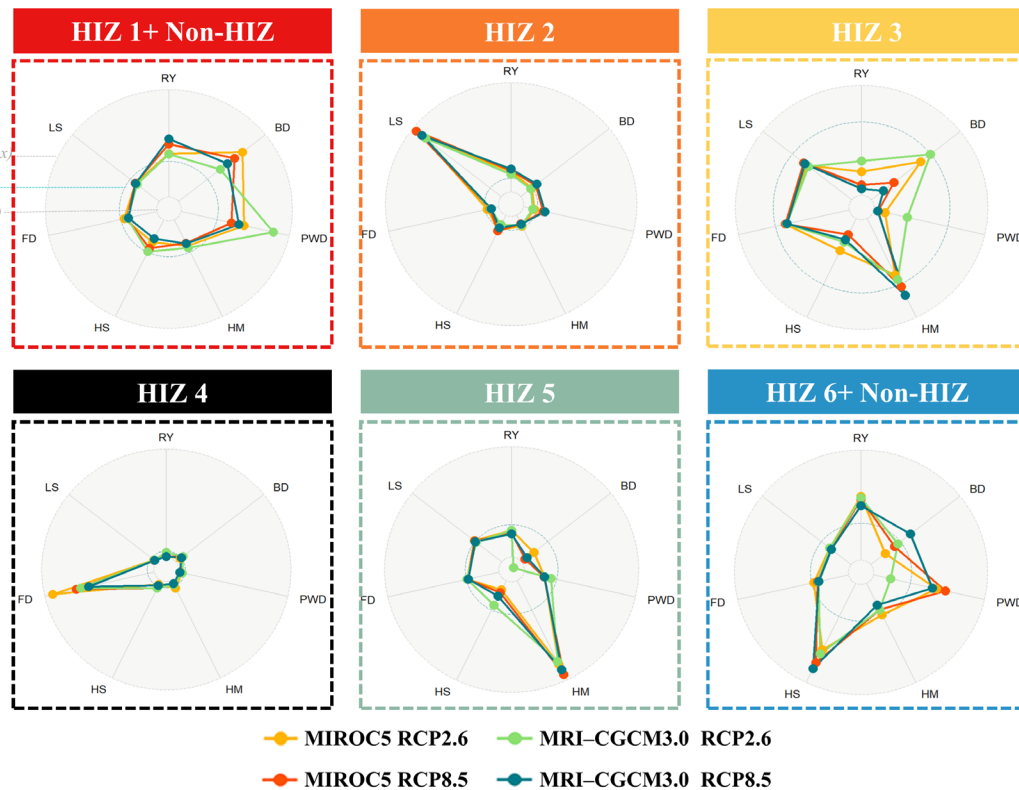 HIZ 1+ Non-HIZ
HIZ 2
HIZ 3
RY
BD
PWD
HM
HS
FD
LS
x)
)
RY
BD
PWD
HM
HS
FD
LS
RY
BD
PWD
HM
HS
FD
LS
HIZ 4
HIZ 5
HIZ 6+ Non-HIZ
RY
BD
PWD
HM
HS
FD
LS
RY
BD
PWD
HM
HS
FD
LS
RY
BD
PWD
HM
HS
FD
LS
MIROC5 RCP2.6
MRI–CGCM3.0 RCP2.6
MIROC5 RCP8.5
MRI–CGCM3.0 RCP8.5